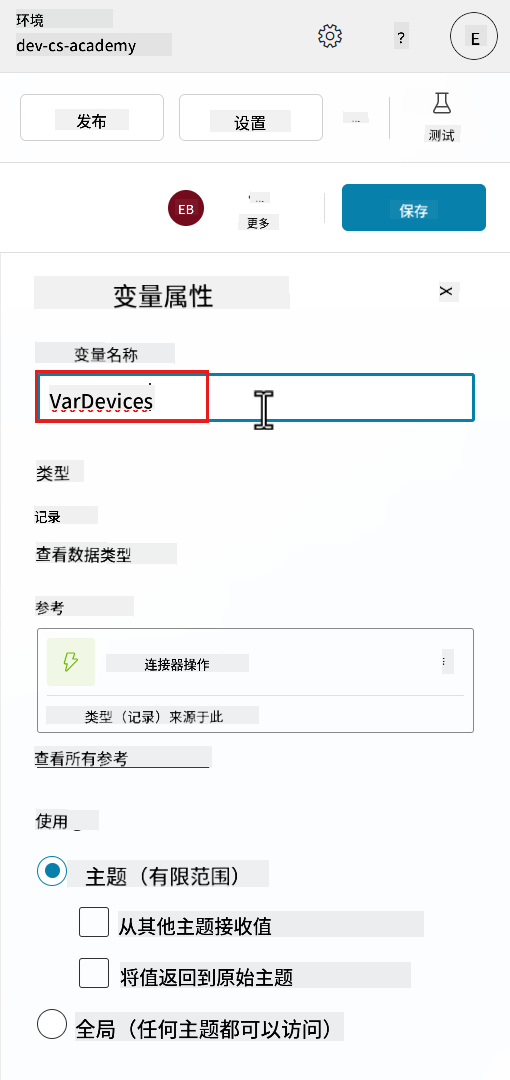 环境
dev-cs-academy
?
E
发布
设置
...
测试
EB
...
更多
保存
变量属性
变量名称
VarDevices
类型
记录
查看数据类型
参考
连接器操作
类型（记录）来源于此
查看所有参考
使用
主题（有限范围）
从其他主题接收值
将值返回到原始主题
全局（任何主题都可以访问）